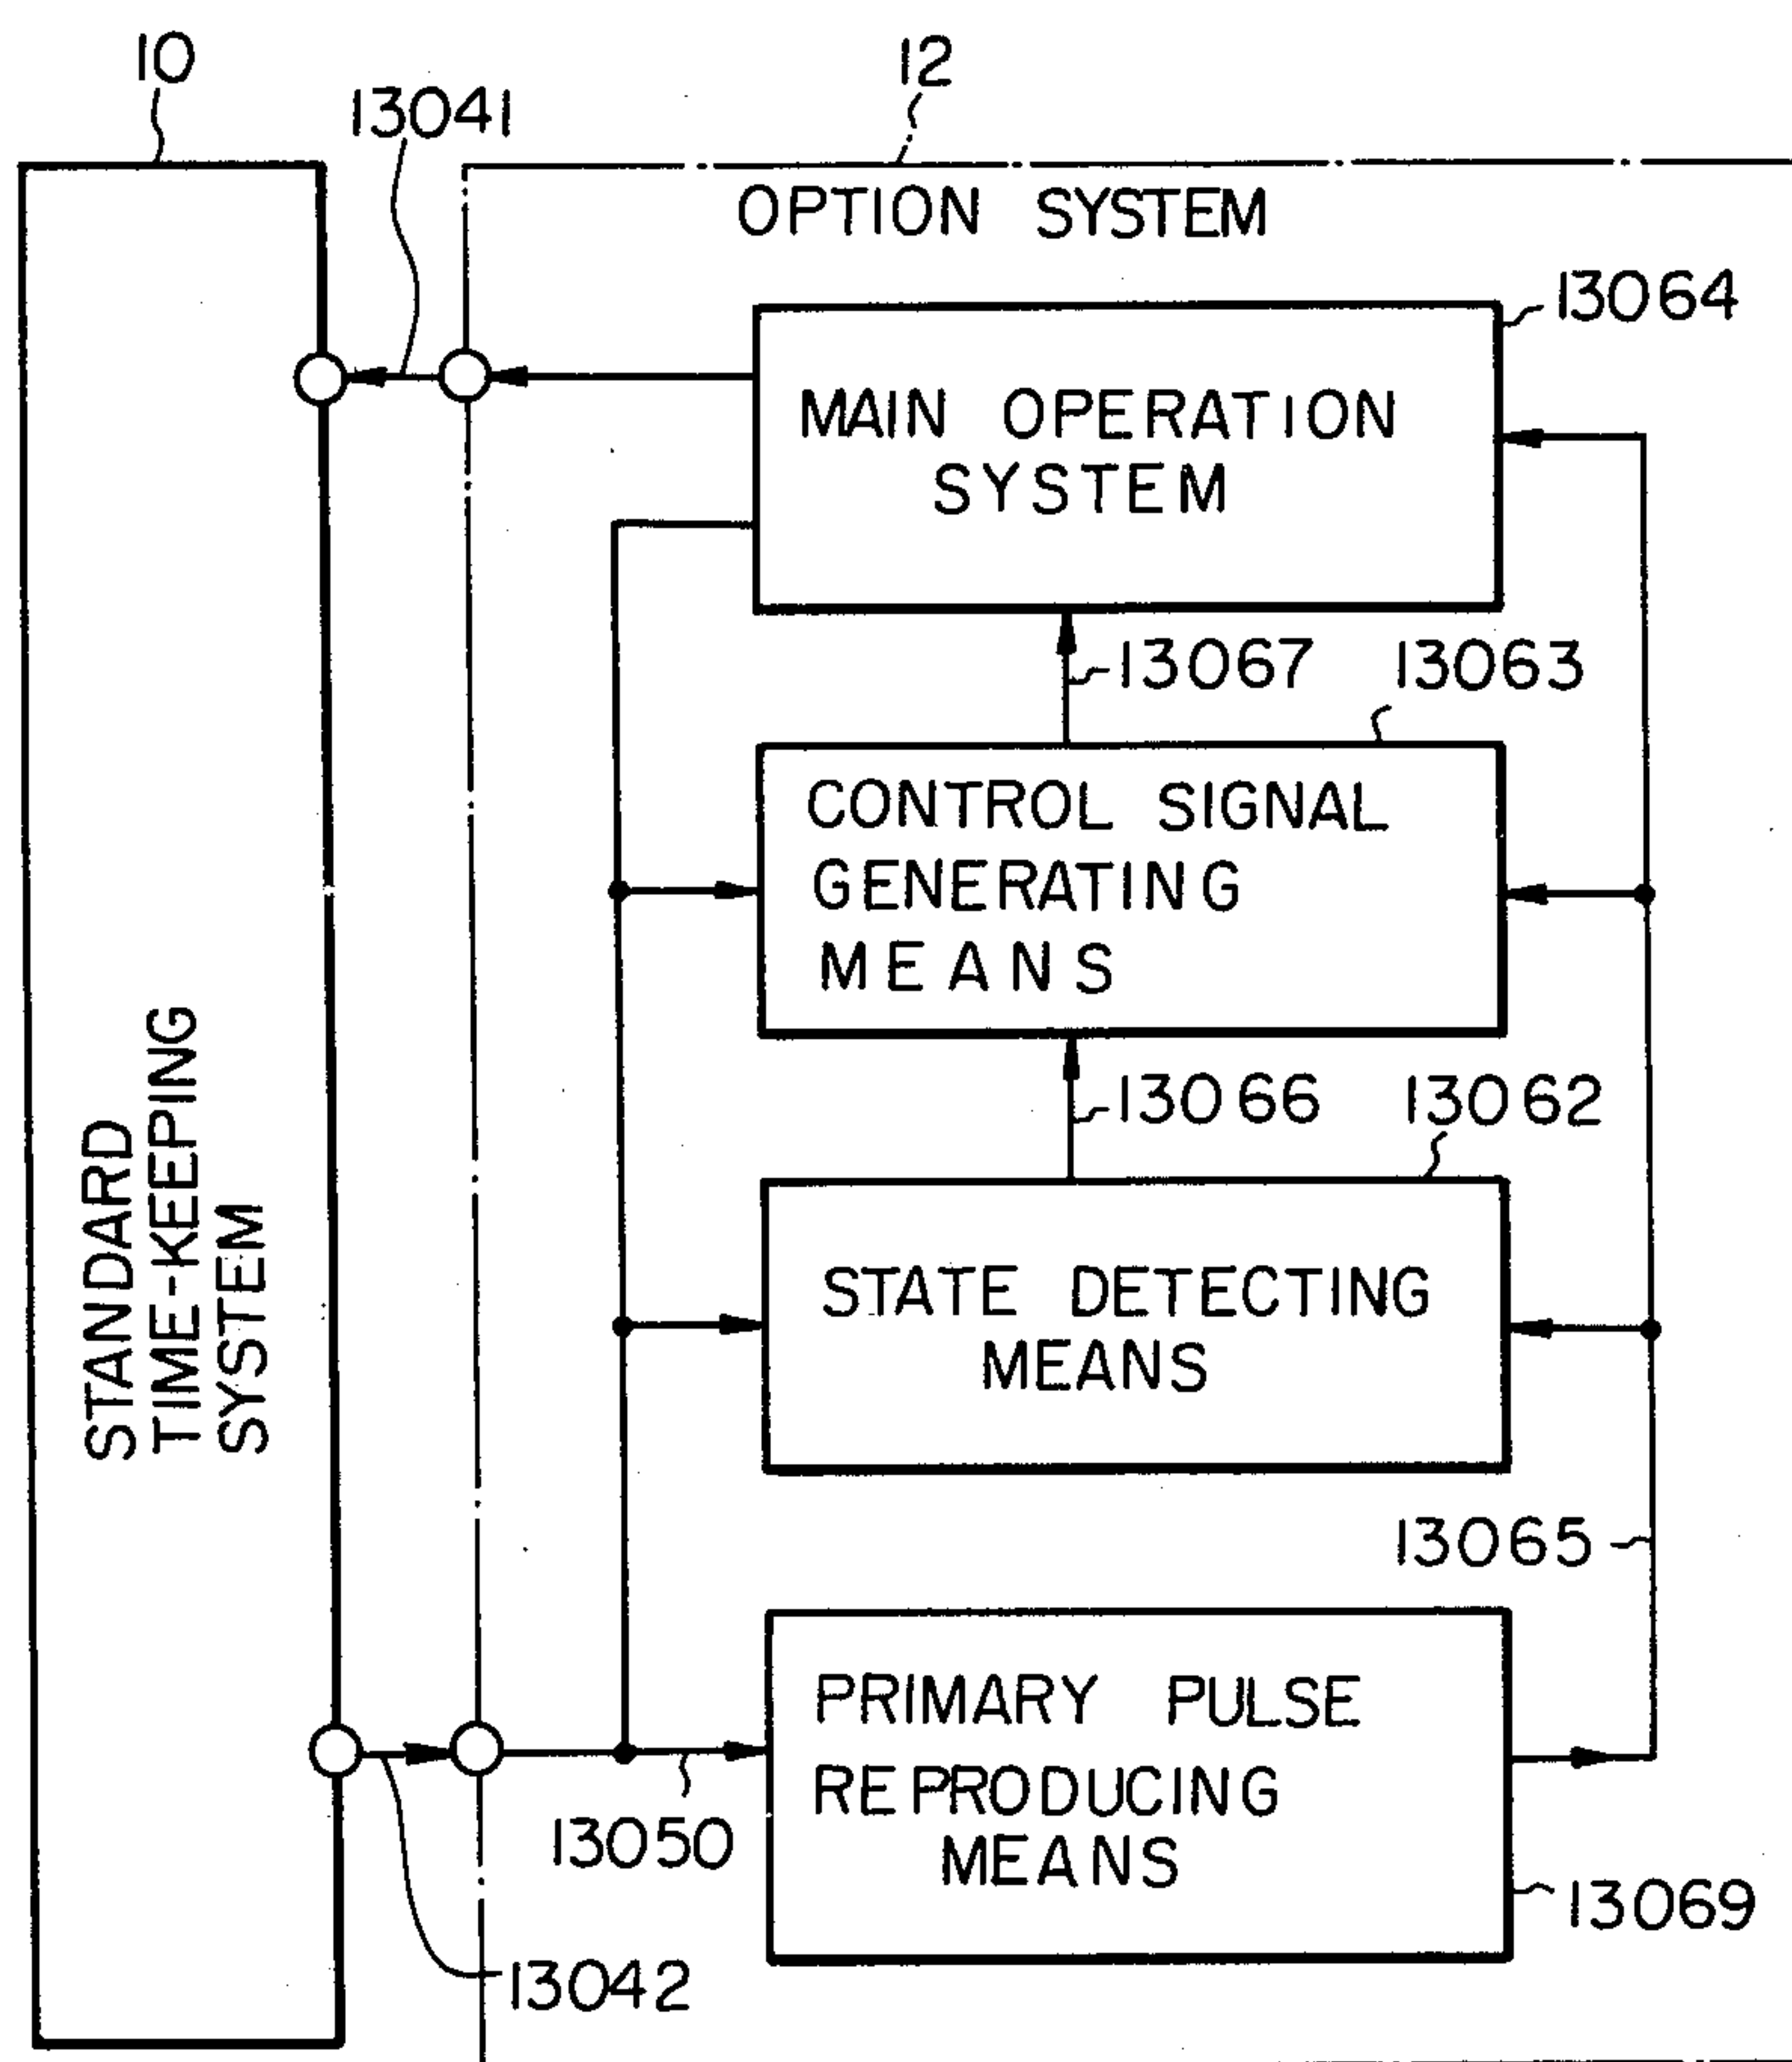 10
12
13041
OPTION SYSTEM
13064
MAIN OPERATION
SYSTEM
13067
13063
CONTROL SIGNAL
GENERATING
MEANS
13066
13062
STANDARD
TIME-KEEPING
SYSTEM
STATE DETECTING
MEANS
13065
PRIMARY PULSE
REPRODUCING
MEANS
13050
13069
13042